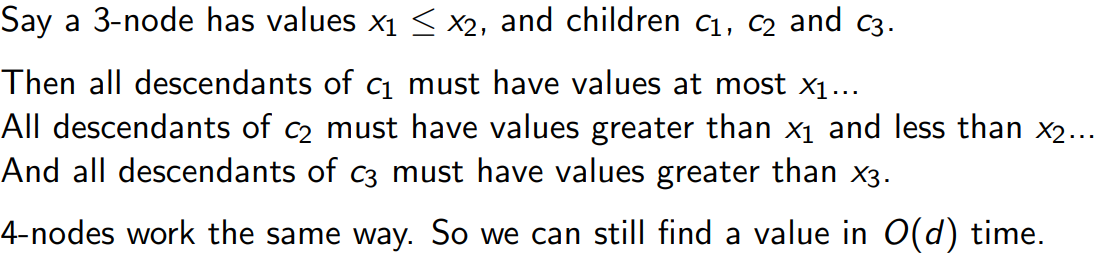 Say a 3-node has values x₁ ≤ x₂, and children c₁, c₂ and c₃.
Then all descendants of c₁ must have values at most x₁...
All descendants of c₂ must have values greater than x₁ and less than x₂...
And all descendants of c₃ must have values greater than x₃.
4-nodes work the same way. So we can still find a value in O(d) time.